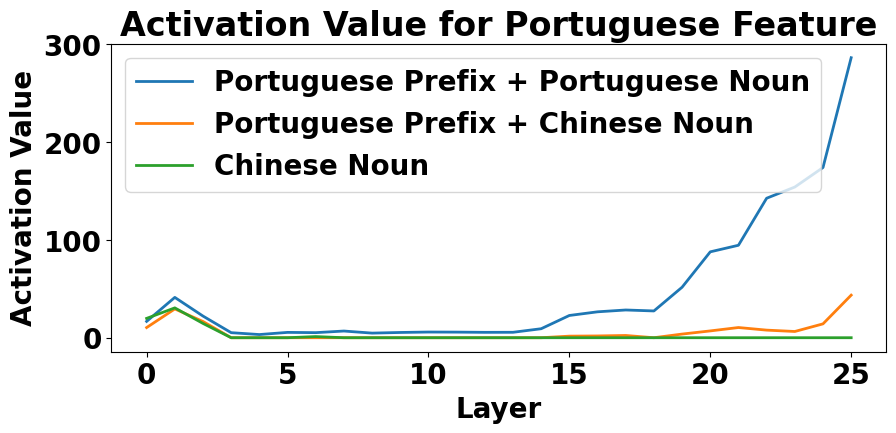 Activation Value for Portuguese Feature
Activation Value
300
200
100
0
Portuguese Prefix + Portuguese Noun
Portuguese Prefix + Chinese Noun
Chinese Noun
0 5 10 15 20 25
Layer